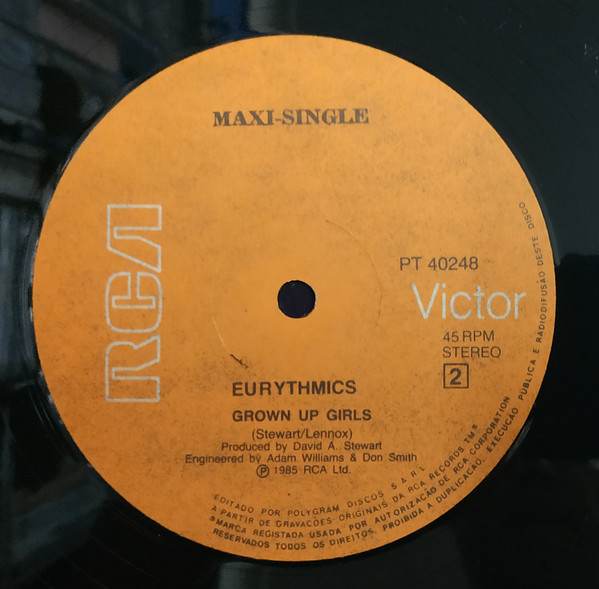 MAXI-SINGLE
RCA
PT 40248
Victor
45 RPM
STEREO
2
EURYTHMICS
GROWN UP GIRLS
(Stewart/Lennox)
Produced by David A. Stewart
Engineered by Adam Williams & Don Smith
℗ 1985 RCA Ltd.
EDITADO POR POLYGRAM DISCOS S A R L
A PARTIR DE GRAVAÇÕES ORIGINAIS DA RCA RECORDS TM®
®MARCA REGISTRADA USADA POR AUTORIZAÇÃO DE RCA CORPORATION
RESERVADOS TODOS OS DIREITOS. PROIBIDA A DUPLICAÇÃO, EXECUÇÃO PÚBLICA E RADIODIFUSÃO DESTE DISCO